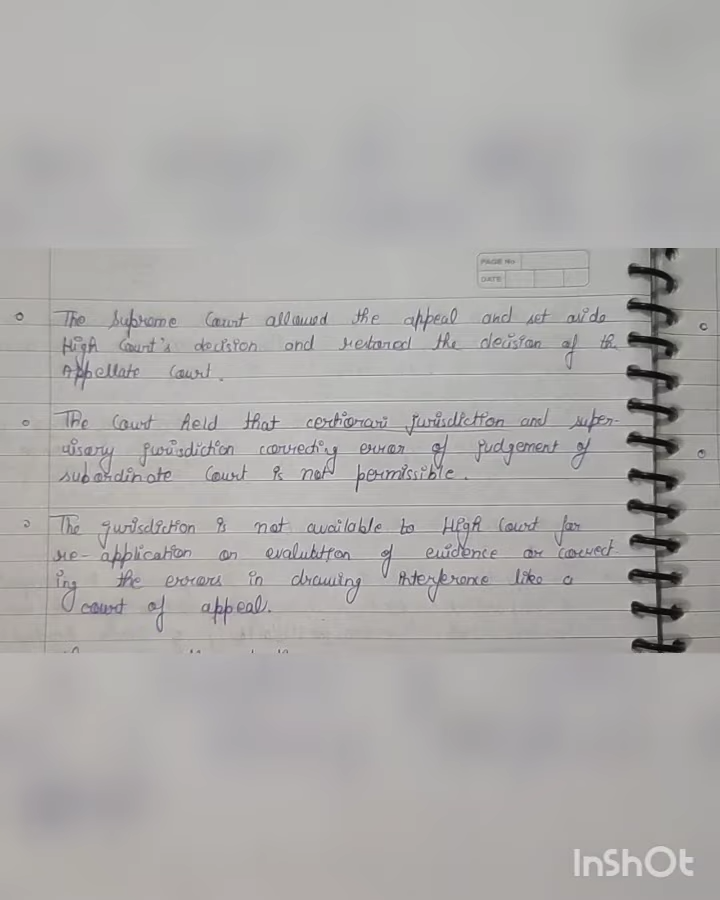 PAGE No.
DATE
The Supreme Court allowed the appeal and set aside
High Court's decision and restored the decision of the
Appellate Court.
The Court held that certiorari jurisdiction and super-
visary jurisdiction correcting error of judgement of
subordinate Court is not permissible.
The jurisdiction is not available to High Court for
re-application or evalution of evidence or correct
ing the errors in drawing interference like a
court of appeal.
InShOt